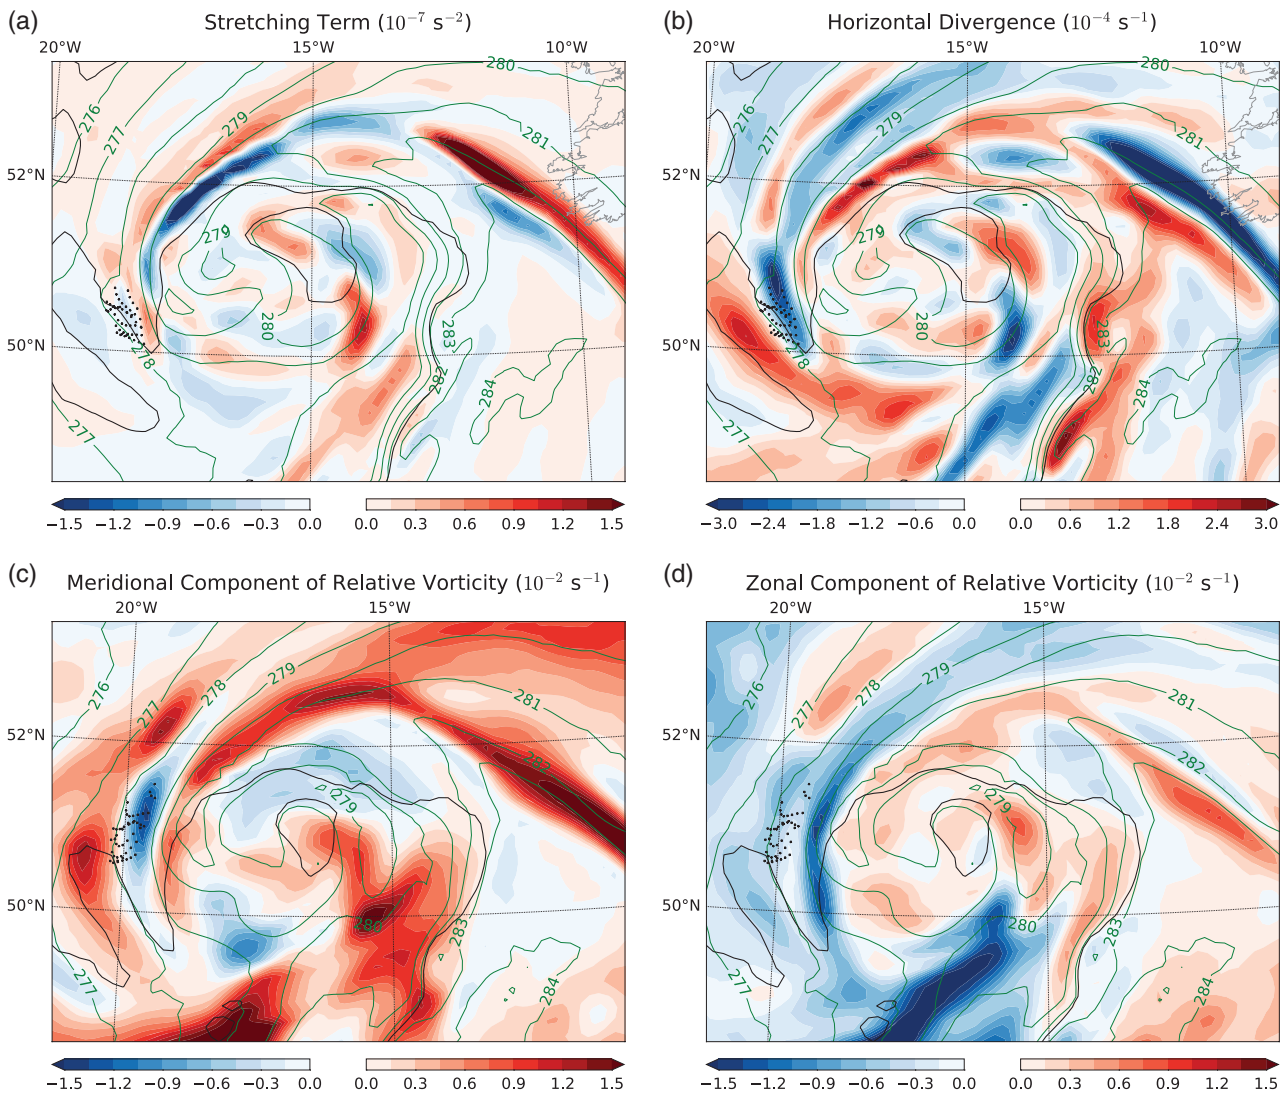 (a) Stretching Term (10⁻⁷ s⁻²)
20°W 15°W 10°W
52°N
50°N
276 277 279 280 281 279 280 278 277 283 282 284
−1.5 −1.2 −0.9 −0.6 −0.3 0.0 0.0 0.3 0.6 0.9 1.2 1.5
(b) Horizontal Divergence (10⁻⁴ s⁻¹)
20°W 15°W 10°W
52°N
50°N
276 277 279 280 281 279 280 278 277 283 282 284
−3.0 −2.4 −1.8 −1.2 −0.6 0.0 0.0 0.6 1.2 1.8 2.4 3.0
(c) Meridional Component of Relative Vorticity (10⁻² s⁻¹)
20°W 15°W
52°N
50°N
276 277 278 279 281 282 279 280 283 284 277
−1.5 −1.2 −0.9 −0.6 −0.3 0.0 0.0 0.3 0.6 0.9 1.2 1.5
(d) Zonal Component of Relative Vorticity (10⁻² s⁻¹)
20°W 15°W
52°N
50°N
276 277 278 279 281 282 279 280 283 284 277
−1.5 −1.2 −0.9 −0.6 −0.3 0.0 0.0 0.3 0.6 0.9 1.2 1.5